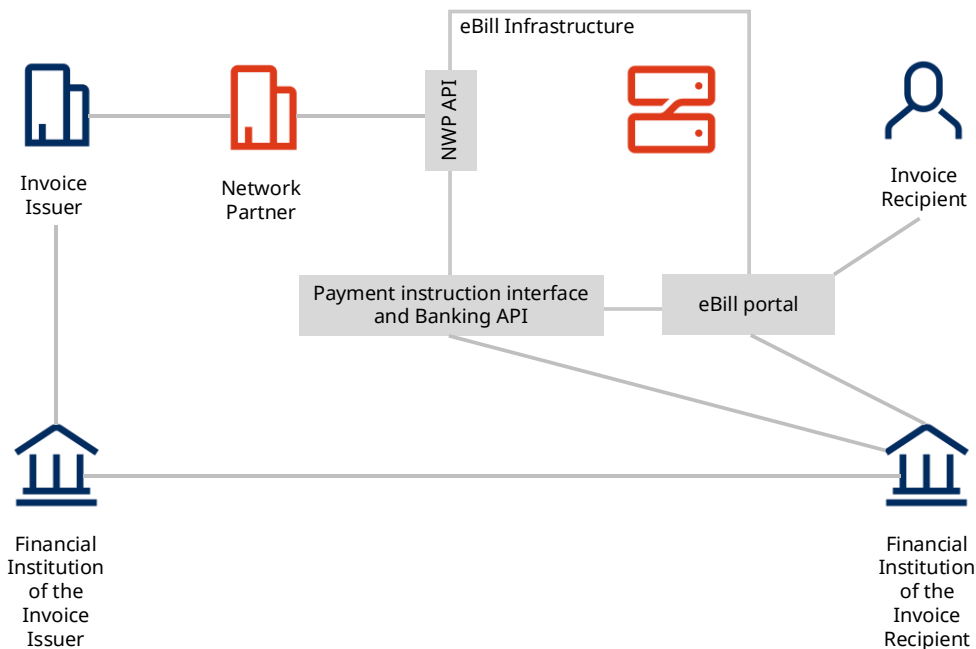 eBill Infrastructure
NWP API
Invoice
Issuer
Network
Partner
Invoice
Recipient
Payment instruction interface
and Banking API
eBill portal
Financial
Institution
of the
Invoice
Issuer
Financial
Institution
of the
Invoice
Recipient